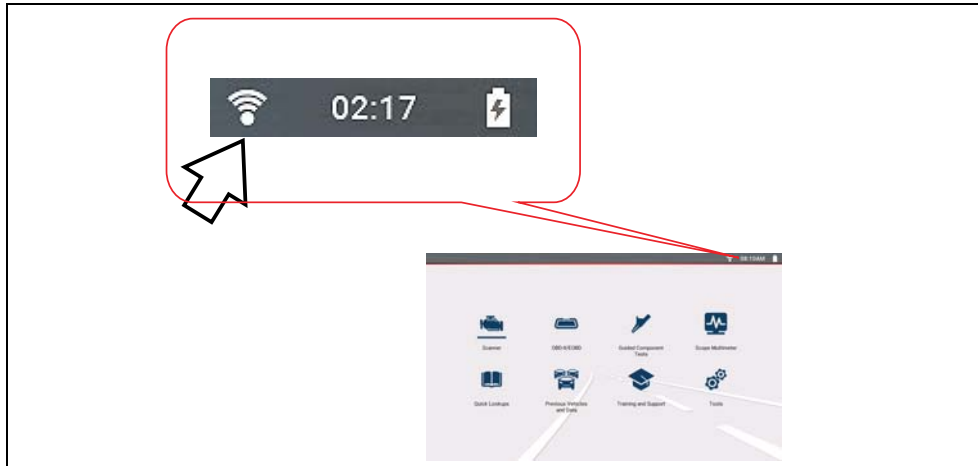 02:17
08:10AM
Scanner
OBD-II/EOBD
Guided Component
Tests
Scope Multimeter
Quick Lookups
Previous Vehicles
and Data
Training and Support
Tools